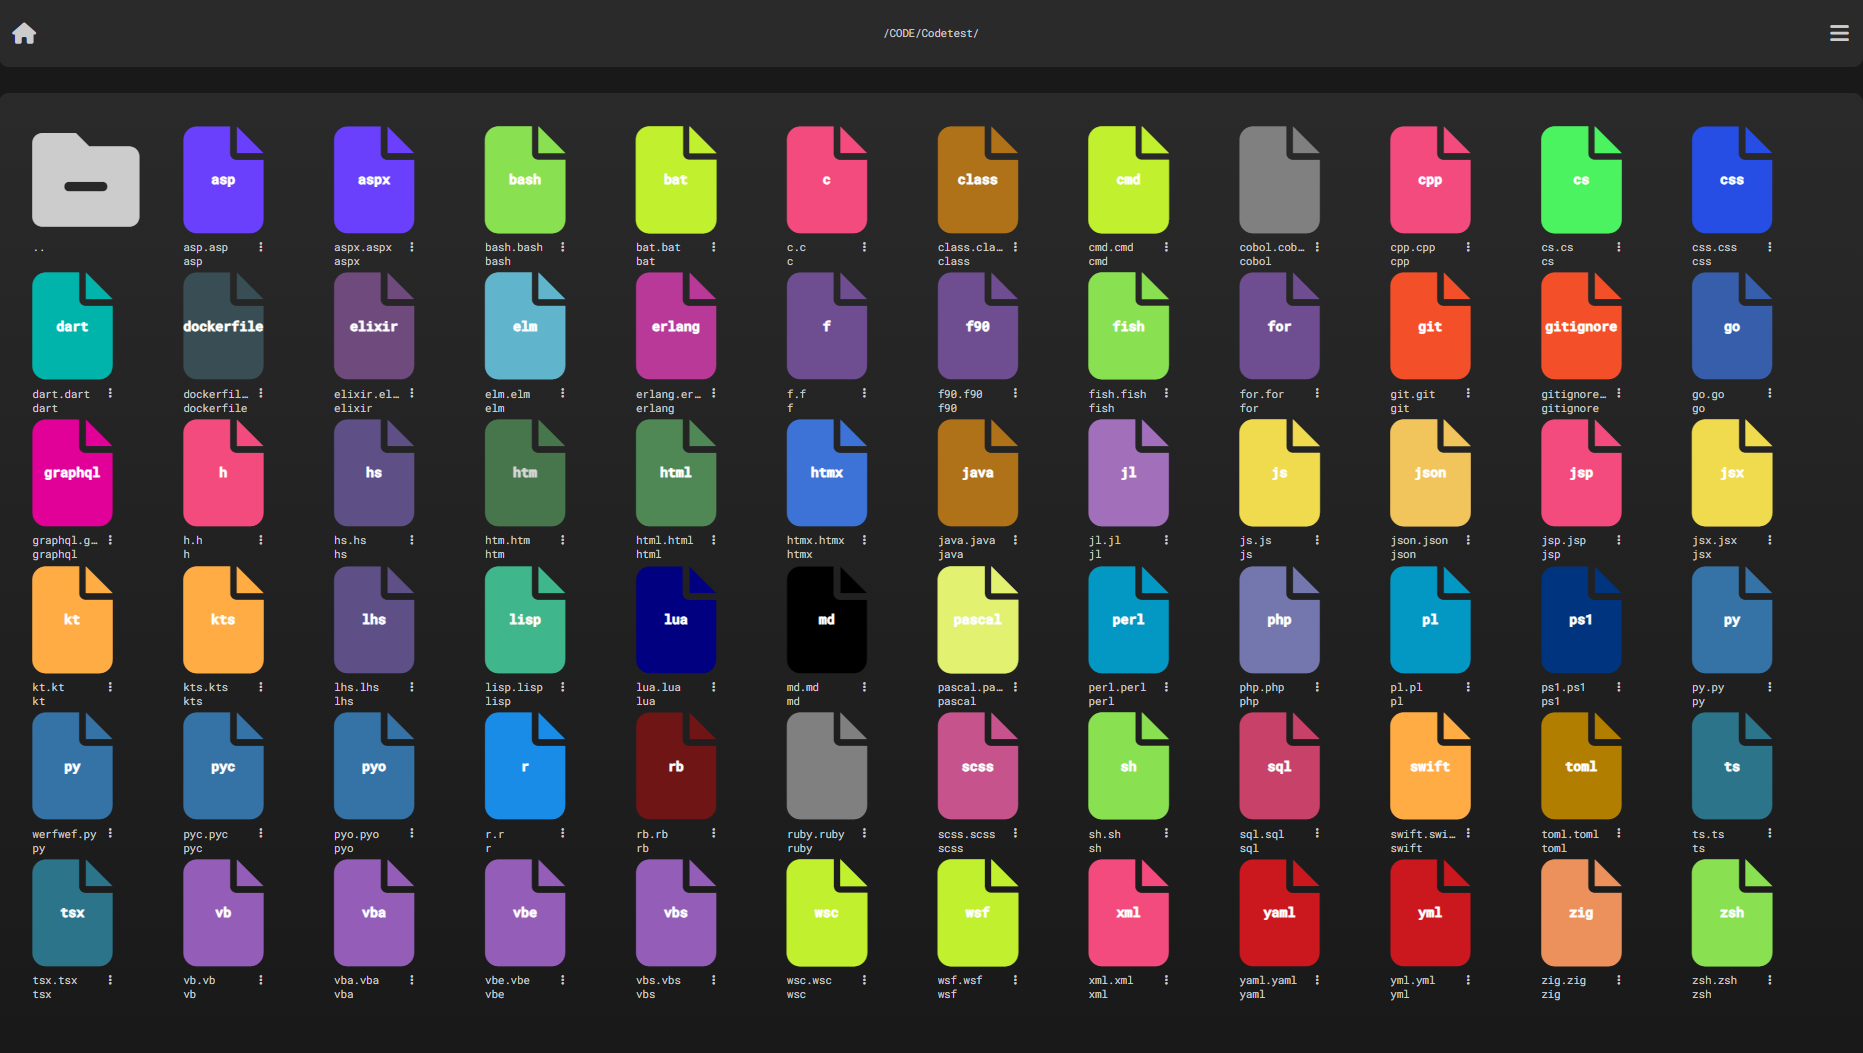 /CODE/Codetest/
asp aspx bash bat c class cmd cpp cs css
.. asp.asp aspx.aspx bash.bash bat.bat c.c class.cla… cmd.cmd cobol.cob… cpp.cpp cs.cs css.css
asp aspx bash bat c class cmd cobol cpp cs css
dart dockerfile elixir elm erlang f f90 fish for git gitignore go
dart.dart dockerfil… elixir.el… elm.elm erlang.er… f.f f90.f90 fish.fish for.for git.git gitignore… go.go
dart dockerfile elixir elm erlang f f90 fish for git gitignore go
graphql h hs htm html htmx java jl js json jsp jsx
graphql.g… h.h hs.hs htm.htm html.html htmx.htmx java.java jl.jl js.js json.json jsp.jsp jsx.jsx
graphql h hs htm html htmx java jl js json jsp jsx
kt kts lhs lisp lua md pascal perl php pl ps1 py
kt.kt kts.kts lhs.lhs lisp.lisp lua.lua md.md pascal.pa… perl.perl php.php pl.pl ps1.ps1 py.py
kt kts lhs lisp lua md pascal perl php pl ps1 py
py pyc pyo r rb scss sh sql swift toml ts
werfwef.py pyc.pyc pyo.pyo r.r rb.rb ruby.ruby scss.scss sh.sh sql.sql swift.swi… toml.toml ts.ts
py pyc pyo r rb ruby scss sh sql swift toml ts
tsx vb vba vbe vbs wsc wsf xml yaml yml zig zsh
tsx.tsx vb.vb vba.vba vbe.vbe vbs.vbs wsc.wsc wsf.wsf xml.xml yaml.yaml yml.yml zig.zig zsh.zsh
tsx vb vba vbe vbs wsc wsf xml yaml yml zig zsh